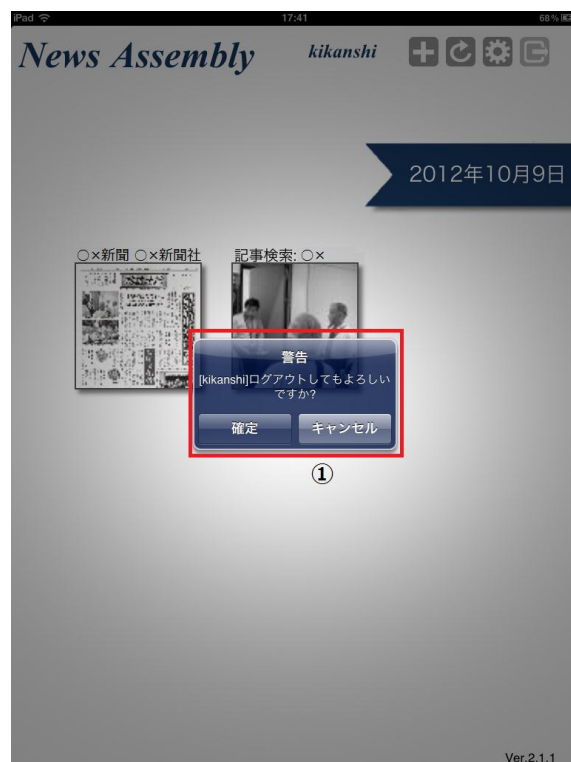 iPad 17:41 68%
News Assembly kikanshi
2012年10月9日
○×新聞 ○×新聞社 記事検索: ○×
警告
[kikanshi]ログアウトしてもよろしい
ですか?
確定 キャンセル
①
Ver.2.1.1